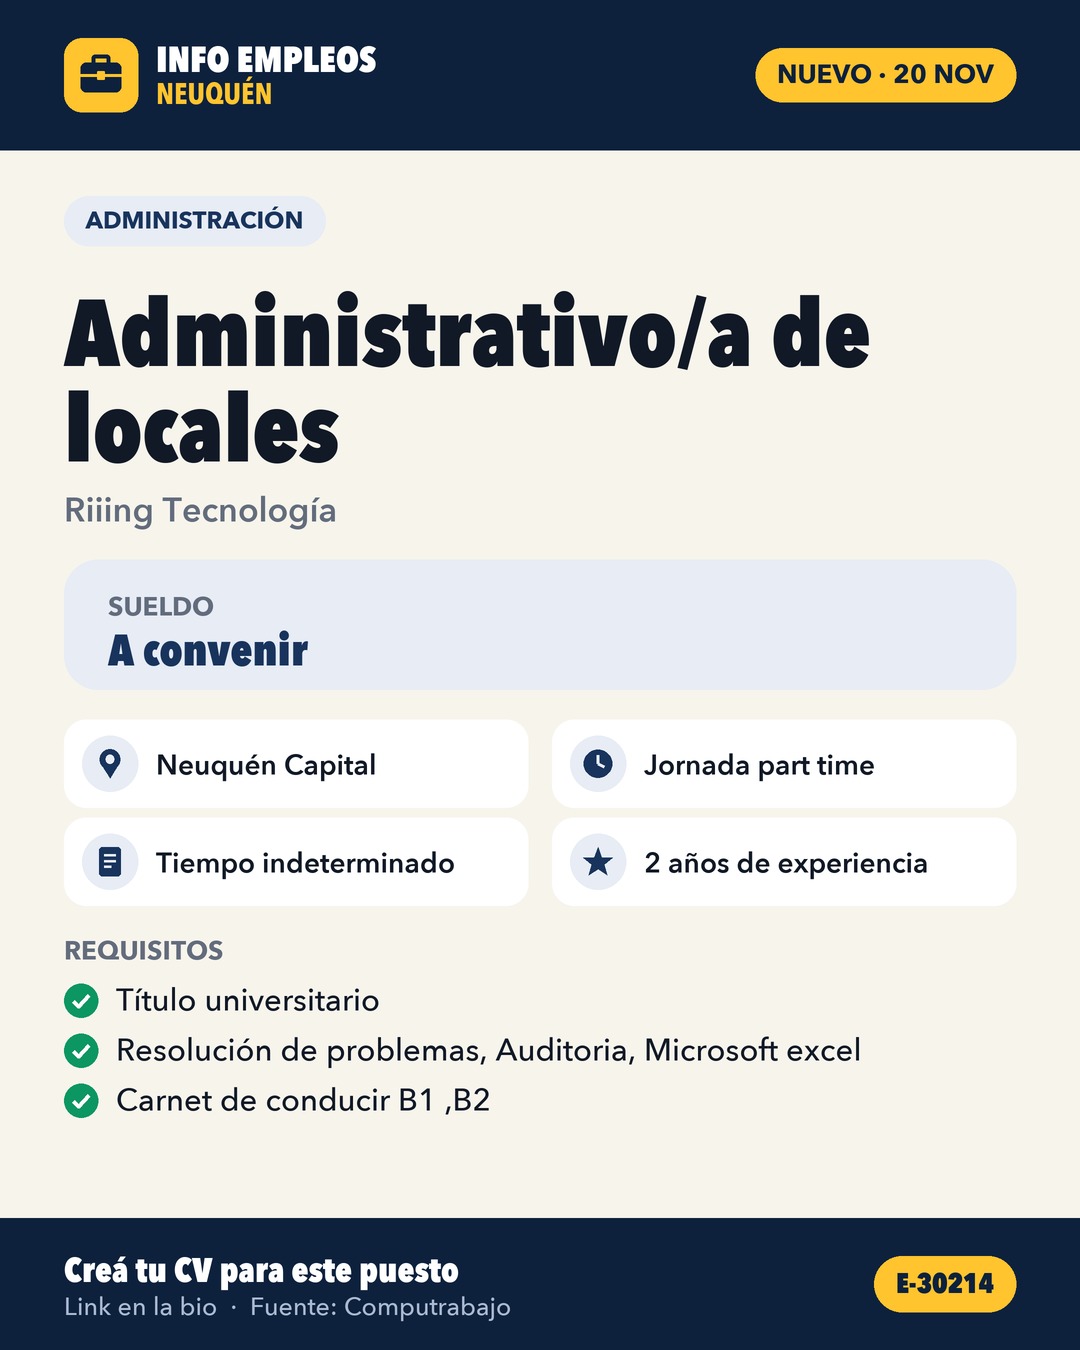 INFO EMPLEOS
NEUQUÉN
NUEVO · 20 NOV
ADMINISTRACIÓN
Administrativo/a de
locales
Riiing Tecnología
SUELDO
A convenir
Neuquén Capital
Jornada part time
Tiempo indeterminado
2 años de experiencia
REQUISITOS
Título universitario
Resolución de problemas, Auditoria, Microsoft excel
Carnet de conducir B1 ,B2
Creá tu CV para este puesto
Link en la bio · Fuente: Computrabajo
E-30214